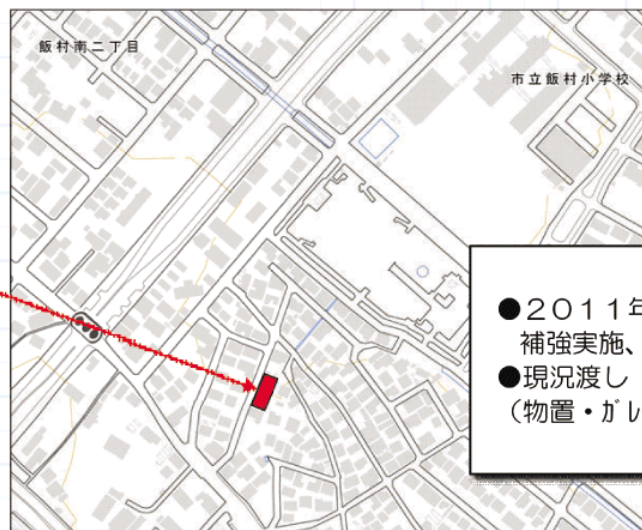 飯村南二丁目
市立飯村小学校
●2011年
補強実施、
●現況渡し
（物置・ｶﾞﾚ